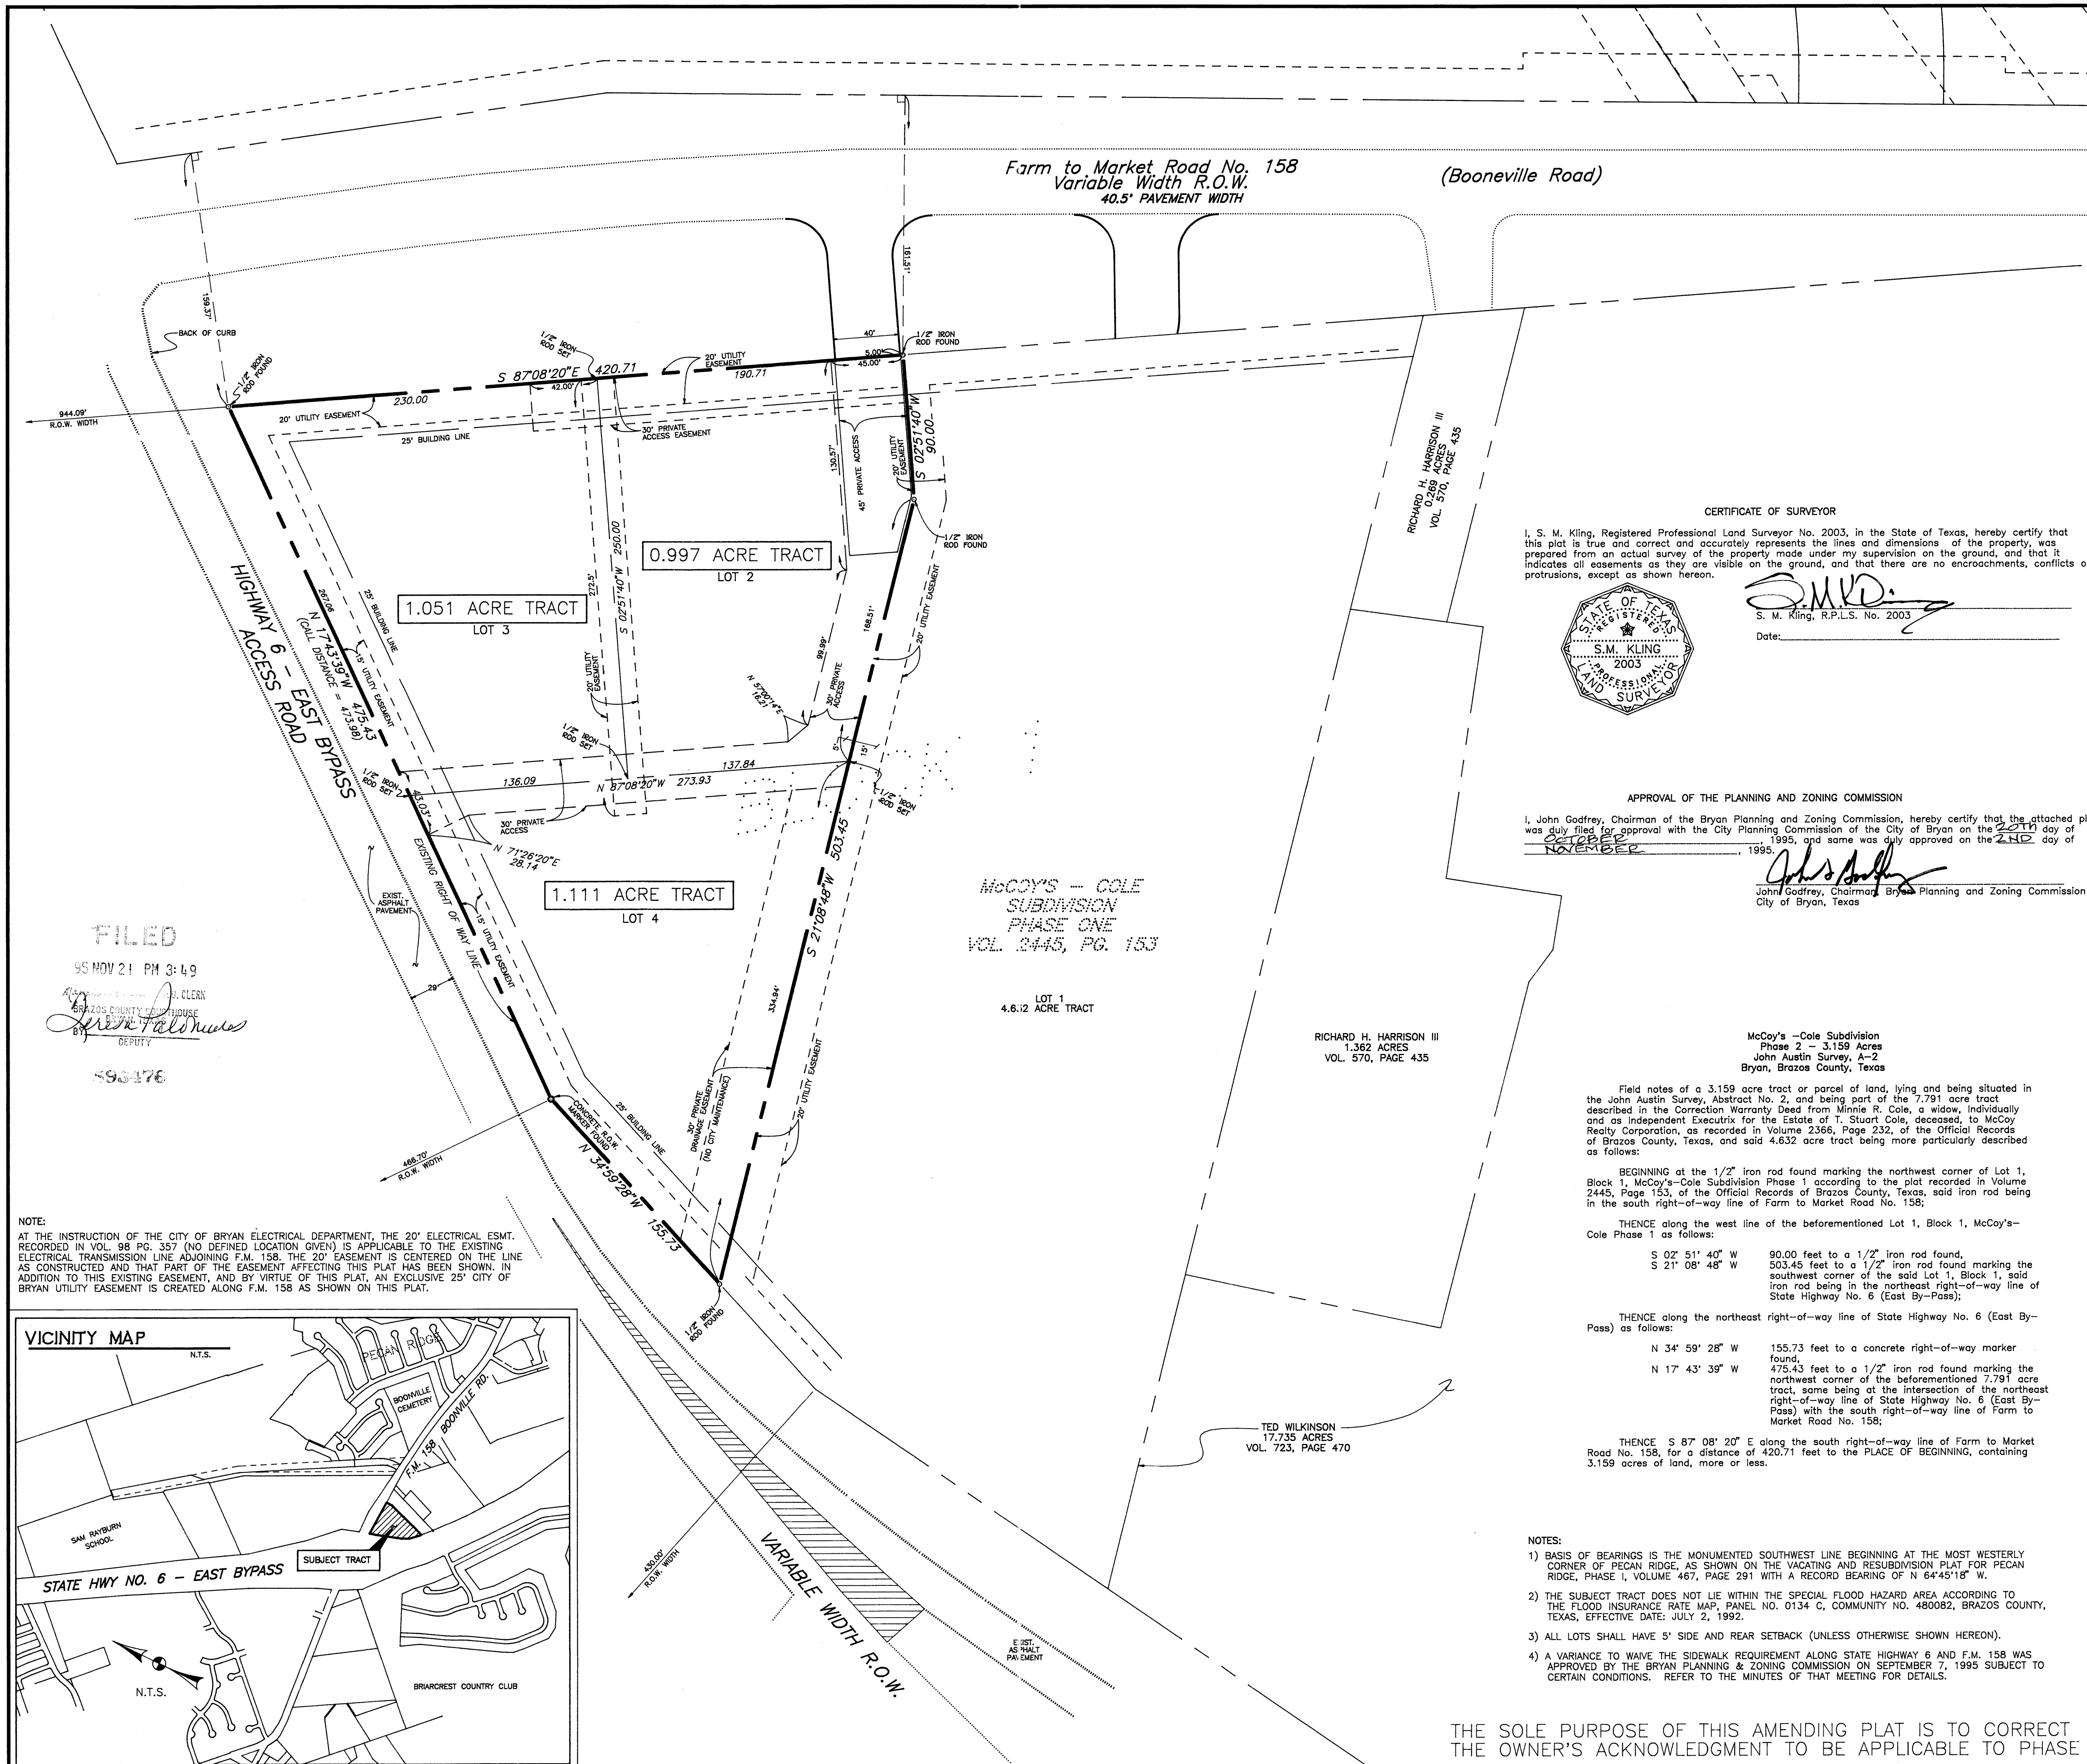 Farm to Market Road No. 158
Variable Width R.O.W.
40.5' PAVEMENT WIDTH
(Booneville Road)
159.37'
161.51'
BACK OF CURB
1/2" IRON
ROD FOUND
944.09'
R.O.W. WIDTH
1/2" IRON
ROD SET
S 87°08'20"E 420.71
230.00
42.00'
190.71
20' UTILITY
EASEMENT
40'
5.00'
45.00'
1/2" IRON
ROD FOUND
20' UTILITY EASEMENT
25' BUILDING LINE
30' PRIVATE
ACCESS EASEMENT
130.57'
45' PRIVATE ACCESS
20' UTILITY
EASEMENT
S 02°51'40"W
90.00
1/2" IRON
ROD FOUND
RICHARD H. HARRISON III
0.269 ACRES
VOL. 570, PAGE 435
0.997 ACRE TRACT
LOT 2
1.051 ACRE TRACT
LOT 3
272.5'
S 02°51'40"W 250.00
20' UTILITY
EASEMENT
168.51'
20' UTILITY EASEMENT
99.99'
30' PRIVATE
ACCESS
N 57°00'14"E
16.21
HIGHWAY 6 - EAST BYPASS
ACCESS ROAD
267.06
N 17°43'39"W 475.43
(CALL DISTANCE = 473.98)
15' UTILITY EASEMENT
25' BUILDING LINE
1/2" IRON
ROD SET
1/2" IRON
ROD SET
5'
15'
136.09
137.84
N 87°08'20"W 273.93
1/2" IRON
ROD SET
43.03'
30' PRIVATE
ACCESS
N 71°26'20"E
28.14
EXISTING RIGHT OF WAY LINE
15' UTILITY EASEMENT
EXIST.
ASPHALT
PAVEMENT
29'
1.111 ACRE TRACT
LOT 4
S 21°08'48"W 503.45
334.94'
McCOY'S - COLE
SUBDIVISION
PHASE ONE
VOL. 2445, PG. 153
LOT 1
ACRE TRACT
RICHARD H. HARRISON III
1.362 ACRES
VOL. 570, PAGE 435
FILED
95 NOV 21 PM 3:49
CLERK
BRAZOS COUNTY COURTHOUSE
BRYAN, TEXAS
BY
DEPUTY
593476
CONCRETE R.O.W.
MARKER FOUND
25' BUILDING LINE
30' PRIVATE
DRAINAGE EASEMENT
(NO CITY MAINTENANCE)
20' UTILITY EASEMENT
466.70'
R.O.W. WIDTH
N 34°59'28"W 155.73
1/2" IRON
ROD FOUND
NOTE:
AT THE INSTRUCTION OF THE CITY OF BRYAN ELECTRICAL DEPARTMENT, THE 20' ELECTRICAL ESMT.
RECORDED IN VOL. 98 PG. 357 (NO DEFINED LOCATION GIVEN) IS APPLICABLE TO THE EXISTING
ELECTRICAL TRANSMISSION LINE ADJOINING F.M. 158. THE 20' EASEMENT IS CENTERED ON THE LINE
AS CONSTRUCTED AND THAT PART OF THE EASEMENT AFFECTING THIS PLAT HAS BEEN SHOWN. IN
ADDITION TO THIS EXISTING EASEMENT, AND BY VIRTUE OF THIS PLAT, AN EXCLUSIVE 25' CITY OF
BRYAN UTILITY EASEMENT IS CREATED ALONG F.M. 158 AS SHOWN ON THIS PLAT.
VICINITY MAP
N.T.S.
PECAN RIDGE
BOONVILLE
CEMETERY
F.M. 158 BOONVILLE RD.
SAM RAYBURN
SCHOOL
SUBJECT TRACT
STATE HWY NO. 6 - EAST BYPASS
N.T.S.
BRIARCREST COUNTRY CLUB
430.00'
R.O.W. WIDTH
VARIABLE WIDTH R.O.W.
EXIST.
ASPHALT
PAVEMENT
TED WILKINSON
17.735 ACRES
VOL. 723, PAGE 470
CERTIFICATE OF SURVEYOR
I, S. M. Kling, Registered Professional Land Surveyor No. 2003, in the State of Texas, hereby certify that
this plat is true and correct and accurately represents the lines and dimensions of the property, was
prepared from an actual survey of the property made under my supervision on the ground, and that it
indicates all easements as they are visible on the ground, and that there are no encroachments, conflicts o
protrusions, except as shown hereon.
STATE OF TEXAS
REGISTERED
S.M. KLING
2003
PROFESSIONAL
LAND SURVEYOR
S. M. Kling, R.P.L.S. No. 2003
Date:
APPROVAL OF THE PLANNING AND ZONING COMMISSION
I, John Godfrey, Chairman of the Bryan Planning and Zoning Commission, hereby certify that the attached pl
was duly filed for approval with the City Planning Commission of the City of Bryan on the 20TH day of
OCTOBER, 1995, and same was duly approved on the 2ND day of
NOVEMBER, 1995.
John Godfrey, Chairman, Bryan Planning and Zoning Commission
City of Bryan, Texas
McCoy's -Cole Subdivision
Phase 2 - 3.159 Acres
John Austin Survey, A-2
Bryan, Brazos County, Texas
Field notes of a 3.159 acre tract or parcel of land, lying and being situated in
the John Austin Survey, Abstract No. 2, and being part of the 7.791 acre tract
described in the Correction Warranty Deed from Minnie R. Cole, a widow, Individually
and as Independent Executrix for the Estate of T. Stuart Cole, deceased, to McCoy
Realty Corporation, as recorded in Volume 2366, Page 232, of the Official Records
of Brazos County, Texas, and said 4.632 acre tract being more particularly described
as follows:
BEGINNING at the 1/2" iron rod found marking the northwest corner of Lot 1,
Block 1, McCoy's-Cole Subdivision Phase 1 according to the plat recorded in Volume
2445, Page 153, of the Official Records of Brazos County, Texas, said iron rod being
in the south right-of-way line of Farm to Market Road No. 158;
THENCE along the west line of the beforementioned Lot 1, Block 1, McCoy's-
Cole Phase 1 as follows:
S 02° 51' 40" W 90.00 feet to a 1/2" iron rod found,
S 21° 08' 48" W 503.45 feet to a 1/2" iron rod found marking the
southwest corner of the said Lot 1, Block 1, said
iron rod being in the northeast right-of-way line of
State Highway No. 6 (East By-Pass);
THENCE along the northeast right-of-way line of State Highway No. 6 (East By-
Pass) as follows:
N 34° 59' 28" W 155.73 feet to a concrete right-of-way marker
found,
N 17° 43' 39" W 475.43 feet to a 1/2" iron rod found marking the
northwest corner of the beforementioned 7.791 acre
tract, same being at the intersection of the northeast
right-of-way line of State Highway No. 6 (East By-
Pass) with the south right-of-way line of Farm to
Market Road No. 158;
THENCE S 87° 08' 20" E along the south right-of-way line of Farm to Market
Road No. 158, for a distance of 420.71 feet to the PLACE OF BEGINNING, containing
3.159 acres of land, more or less.
NOTES:
1) BASIS OF BEARINGS IS THE MONUMENTED SOUTHWEST LINE BEGINNING AT THE MOST WESTERLY
CORNER OF PECAN RIDGE, AS SHOWN ON THE VACATING AND RESUBDIVISION PLAT FOR PECAN
RIDGE, PHASE I, VOLUME 467, PAGE 291 WITH A RECORD BEARING OF N 64°45'18" W.
2) THE SUBJECT TRACT DOES NOT LIE WITHIN THE SPECIAL FLOOD HAZARD AREA ACCORDING TO
THE FLOOD INSURANCE RATE MAP, PANEL NO. 0134 C, COMMUNITY NO. 480082, BRAZOS COUNTY,
TEXAS, EFFECTIVE DATE: JULY 2, 1992.
3) ALL LOTS SHALL HAVE 5' SIDE AND REAR SETBACK (UNLESS OTHERWISE SHOWN HEREON).
4) A VARIANCE TO WAIVE THE SIDEWALK REQUIREMENT ALONG STATE HIGHWAY 6 AND F.M. 158 WAS
APPROVED BY THE BRYAN PLANNING & ZONING COMMISSION ON SEPTEMBER 7, 1995 SUBJECT TO
CERTAIN CONDITIONS. REFER TO THE MINUTES OF THAT MEETING FOR DETAILS.
THE SOLE PURPOSE OF THIS AMENDING PLAT IS TO CORRECT
THE OWNER'S ACKNOWLEDGMENT TO BE APPLICABLE TO PHASE